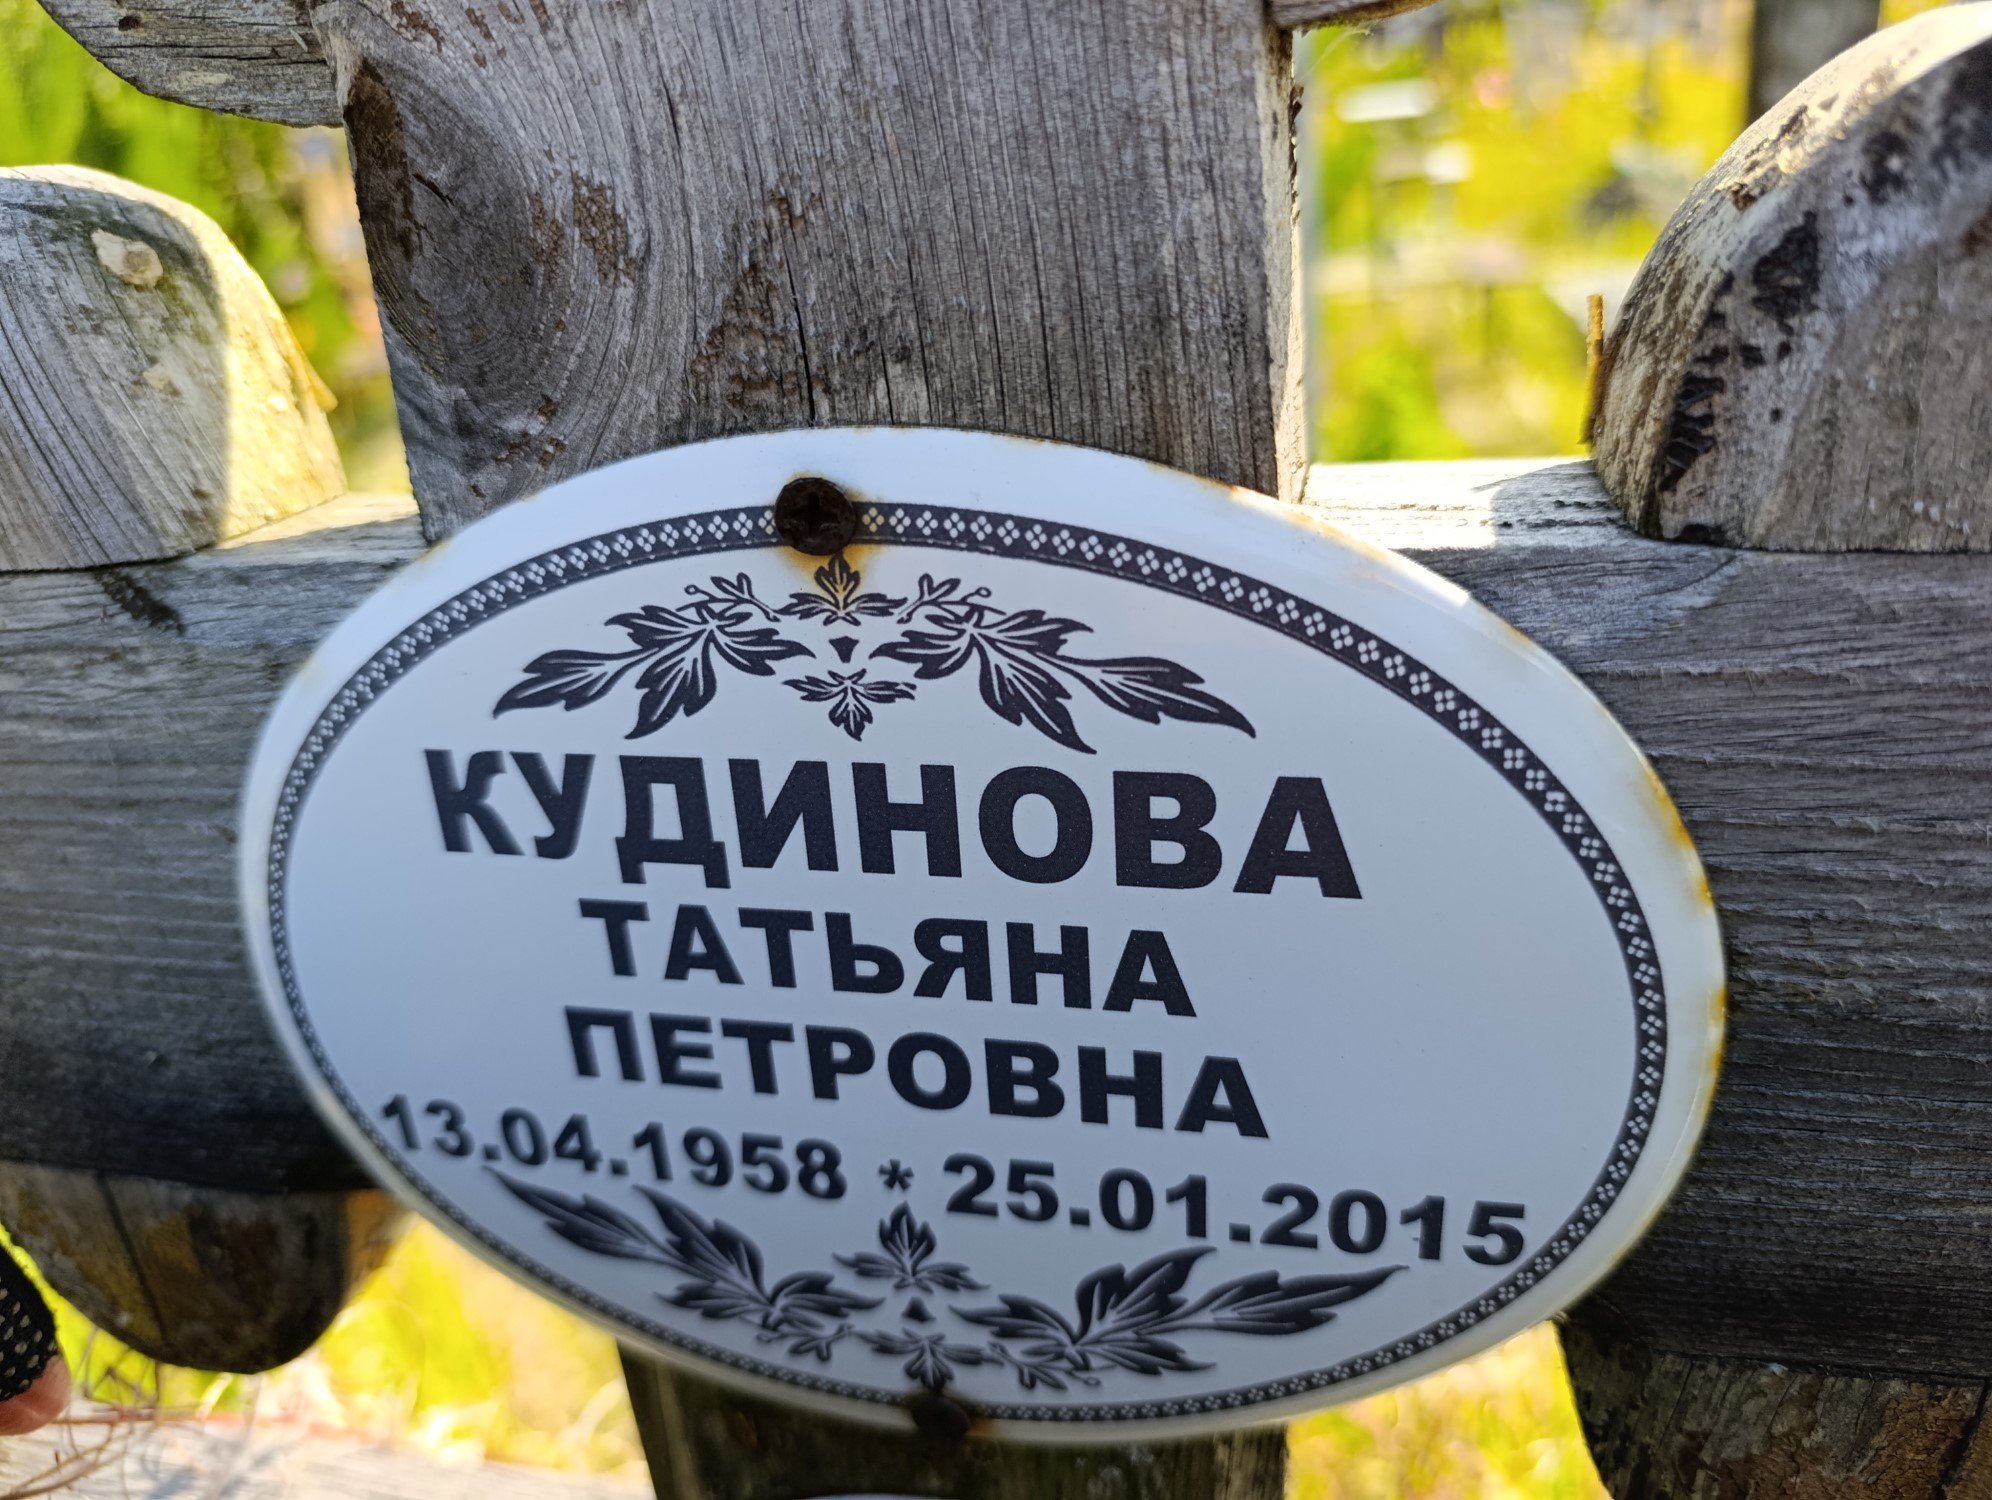 КУДИНОВА
ТАТЬЯНА
ПЕТРОВНА
13.04.1958 * 25.01.2015